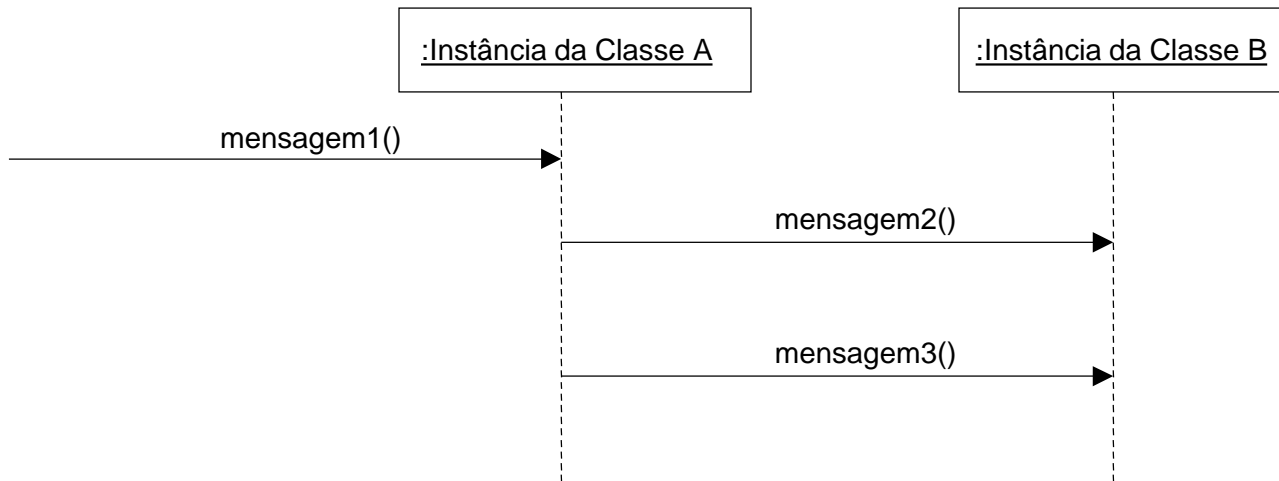 :Instância da Classe A
:Instância da Classe B
mensagem1()
mensagem2()
mensagem3()